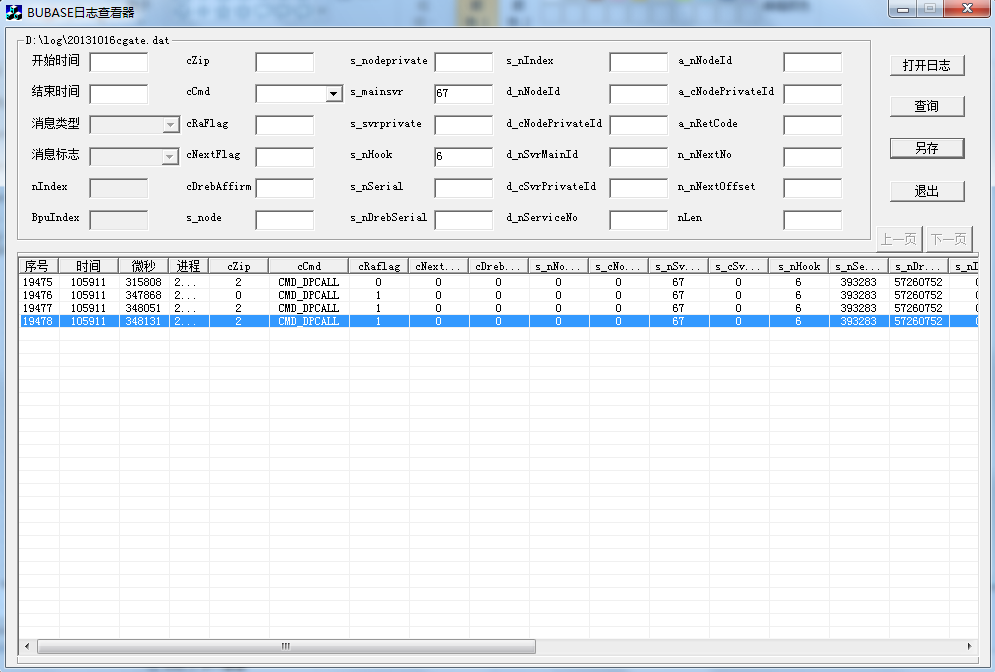 BUBASE日志查看器
D:\log\20131016cgate.dat
开始时间 cZip s_nodeprivate s_nIndex a_nNodeId 打开日志
结束时间 cCmd s_mainsvr 67 d_nNodeId a_cNodePrivateId 查询
消息类型 cRaFlag s_svrprivate d_cNodePrivateId a_nRetCode
消息标志 cNextFlag s_nHook 6 d_nSvrMainId n_nNextNo 另存
nIndex cDrebAffirm s_nSerial d_cSvrPrivateId n_nNextOffset 退出
BpuIndex s_node s_nDrebSerial d_nServiceNo nLen
上一页 下一页
序号 时间 微秒 进程 cZip cCmd cRaflag cNext... cDreb... s_nNo... s_cNo... s_nSv... s_cSv... s_nHook s_nSe... s_nDr... s_nI
19475 105911 315808 2... 2 CMD_DPCALL 0 0 0 0 0 67 0 6 393283 57260752 0
19476 105911 347868 2... 0 CMD_DPCALL 1 0 0 0 0 67 0 6 393283 57260752 0
19477 105911 348051 2... 0 CMD_DPCALL 1 0 0 0 0 67 0 6 393283 57260752 0
19478 105911 348131 2... 2 CMD_DPCALL 1 0 0 0 0 67 0 6 393283 57260752 0